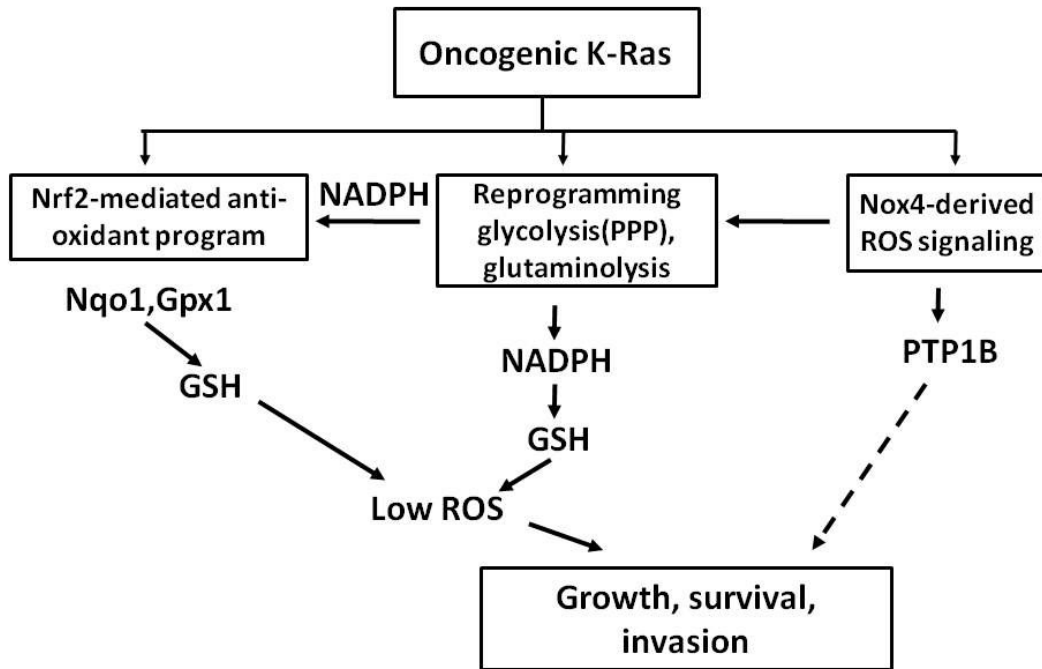 Oncogenic K-Ras
Nrf2-mediated anti-
oxidant program
NADPH
Reprogramming
glycolysis(PPP),
glutaminolysis
Nox4-derived
ROS signaling
Nqo1,Gpx1
GSH
NADPH
GSH
PTP1B
Low ROS
Growth, survival,
invasion